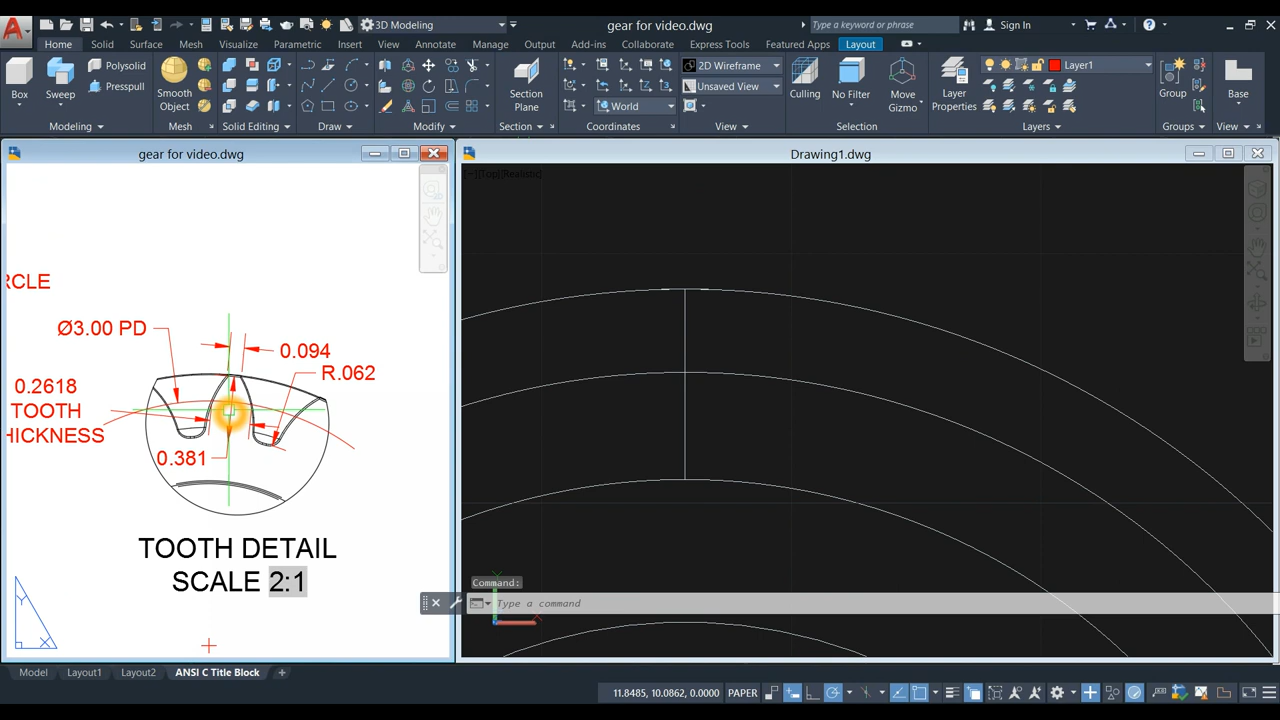 3D Modeling
gear for video.dwg
Type a keyword or phrase
Sign In
Home Solid Surface Mesh Visualize Parametric Insert View Annotate Manage Output Add-ins Collaborate Express Tools Featured Apps Layout
Box
Sweep
Polysolid
Presspull
Smooth
Object
Section
Plane
World
2D Wireframe
Unsaved View
Culling
No Filter
Move
Gizmo
Layer
Properties
Layer1
Group
Base
Modeling Mesh Solid Editing Draw Modify Section Coordinates View Selection Layers Groups View
gear for video.dwg
RCLE
Ø3.00 PD
0.094
R.062
0.2618
TOOTH
HICKNESS
0.381
TOOTH DETAIL
SCALE 2:1
Y
X
Drawing1.dwg
[−][Top][Realistic]
Command:
Type a command
Model Layout1 Layout2 ANSI C Title Block
11.8485, 10.0862, 0.0000 PAPER